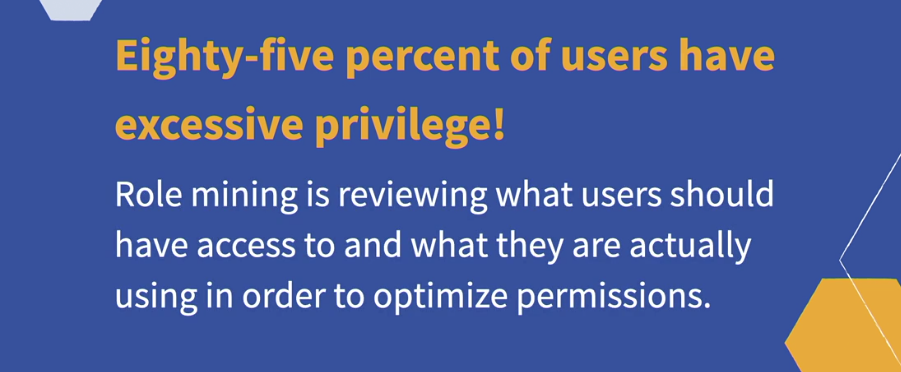 Eighty-five percent of users have
excessive privilege!
Role mining is reviewing what users should
have access to and what they are actually
using in order to optimize permissions.